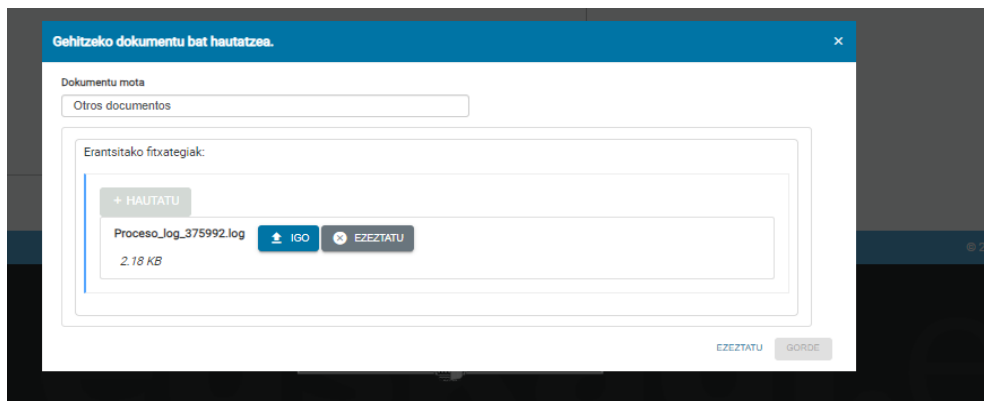 Gehitzeko dokumentu bat hautatzea.
Dokumentu mota
Otros documentos
Erantsitako fitxategiak:
+ HAUTATU
Proceso_log_375992.log
IGO
EZEZTATU
2.18 KB
© 2
EZEZTATU
GORDE